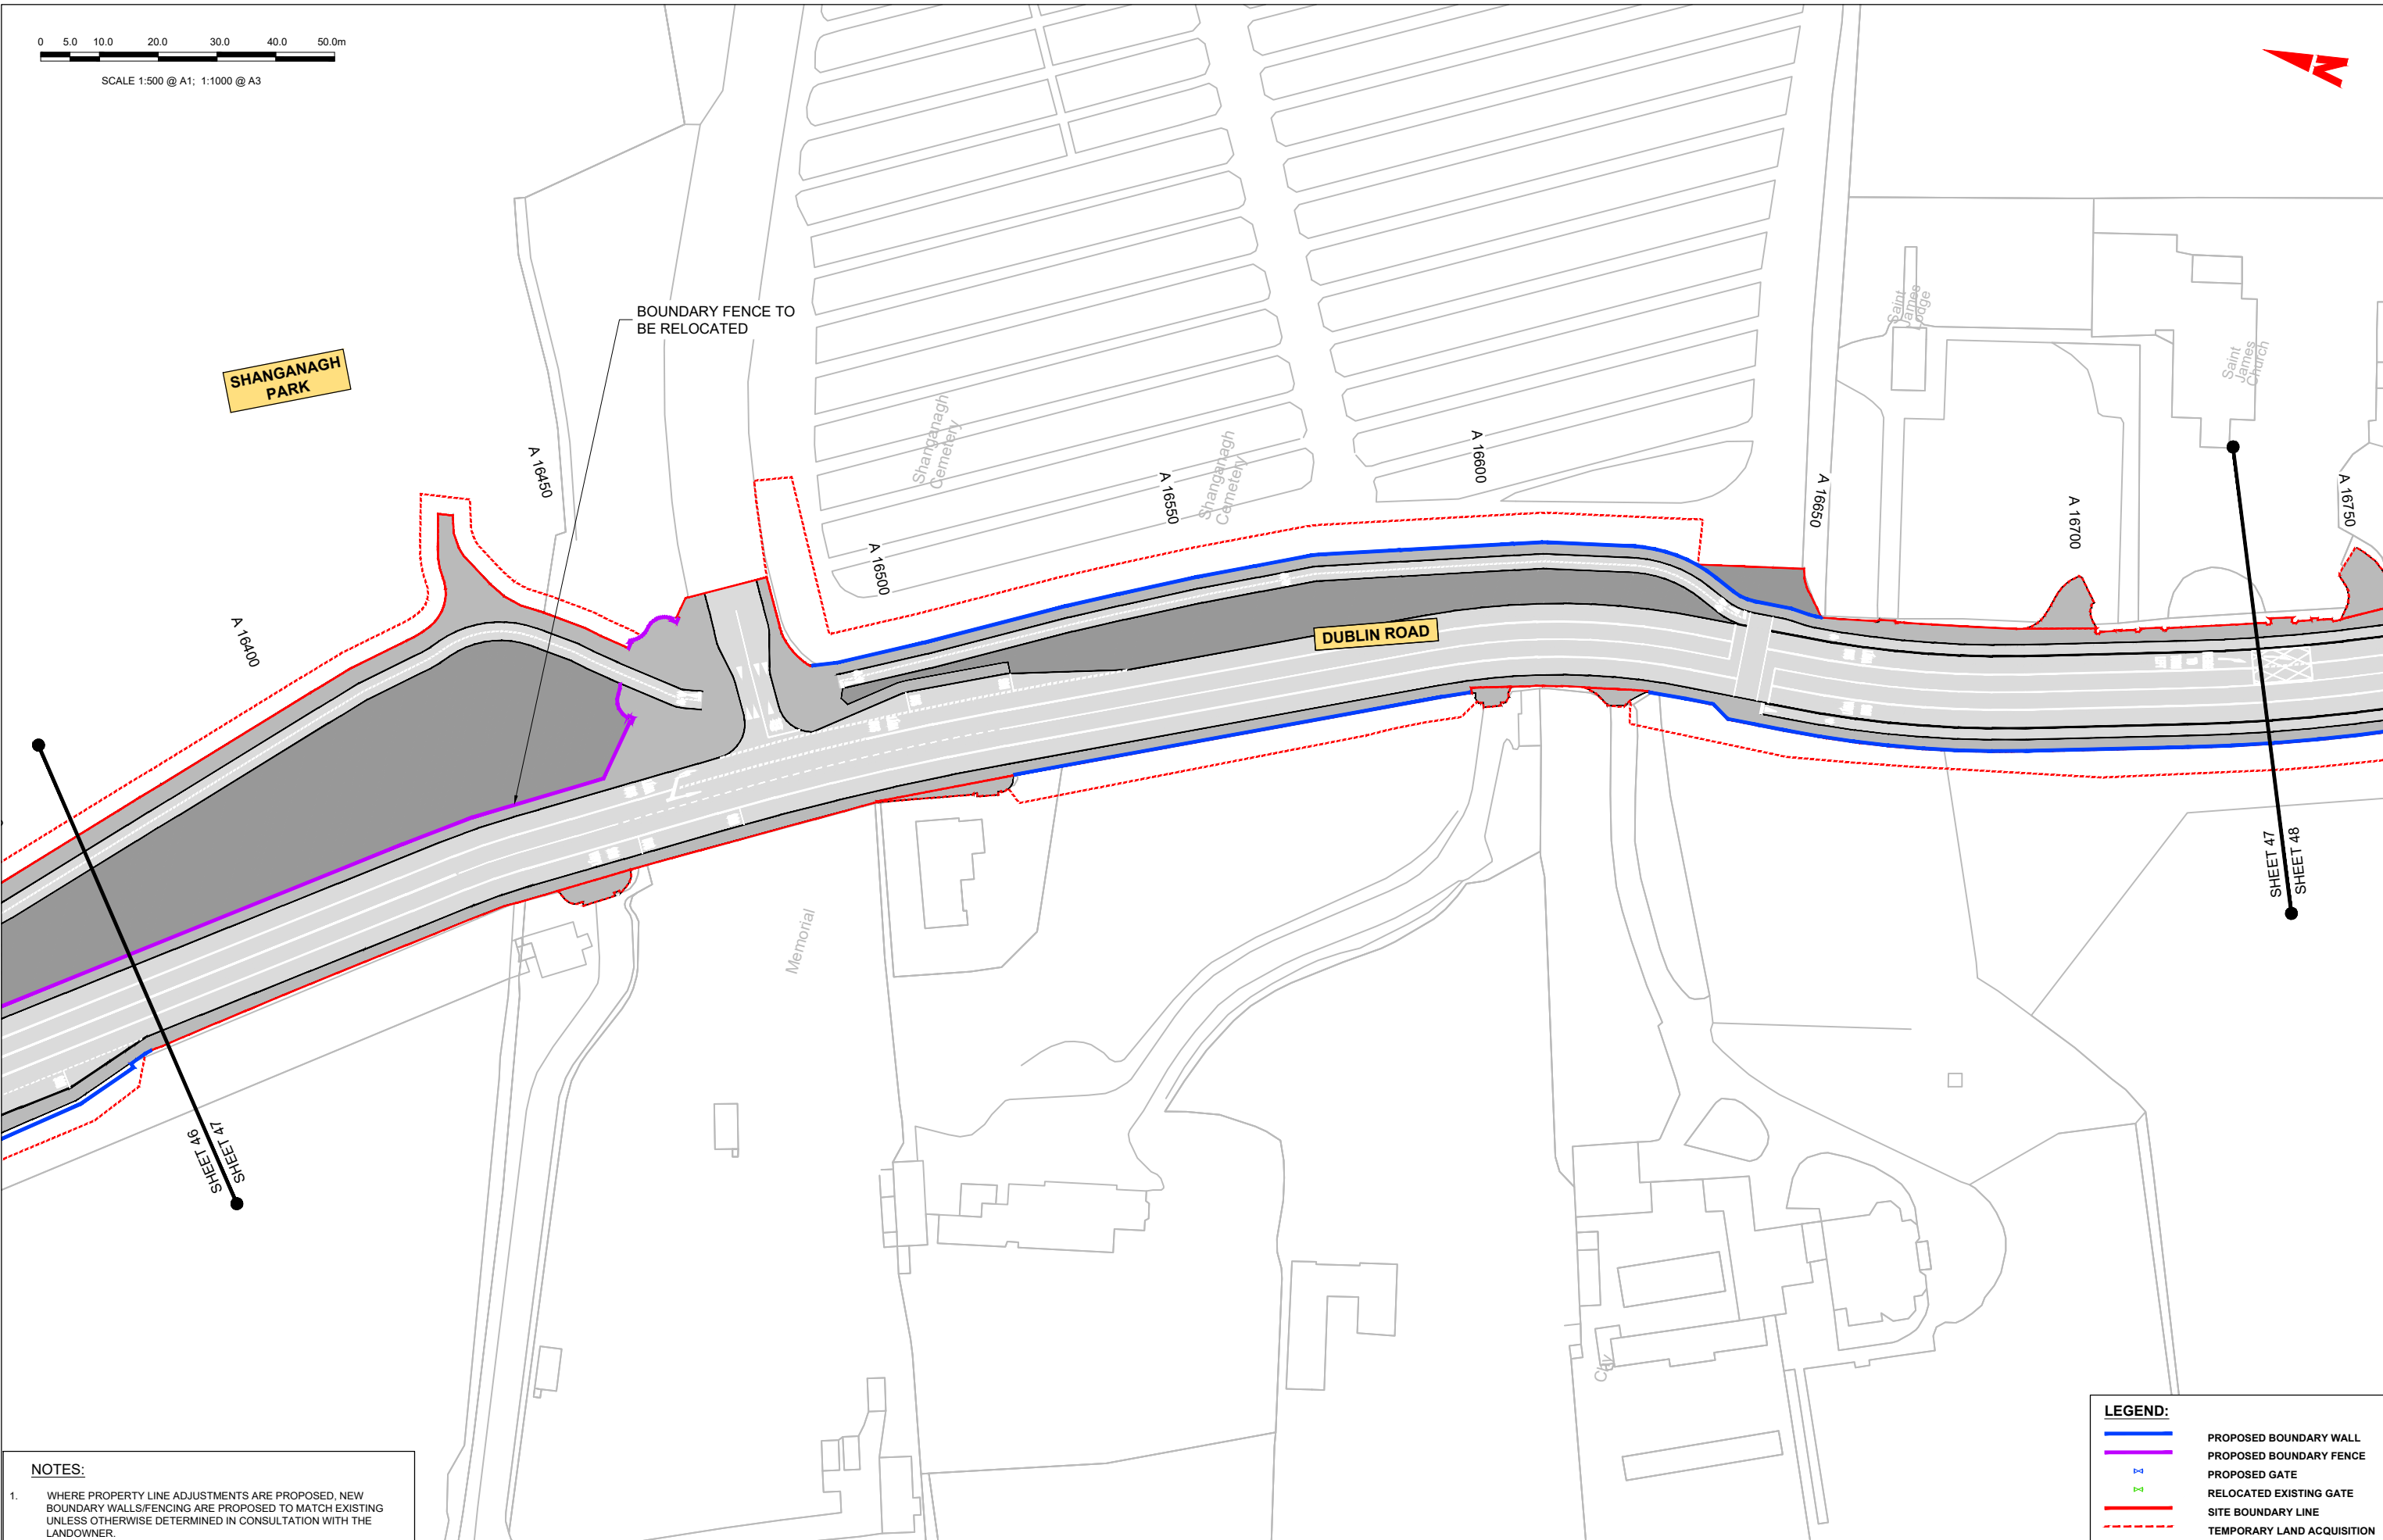 0 5.0 10.0 20.0 30.0 40.0 50.0m
SCALE 1:500 @ A1; 1:1000 @ A3
N
BOUNDARY FENCE TO
BE RELOCATED
SHANGANAGH
PARK
Saint
James
Lodge
Saint
James
Church
Shanganagh
Cemetery
Shanganagh
Cemetery
A 16400
A 16450
A 16500
A 16550
A 16600
A 16650
A 16700
A 16750
DUBLIN ROAD
Memorial
SHEET 46
SHEET 47
SHEET 47
SHEET 48
Clay
NOTES:
1. WHERE PROPERTY LINE ADJUSTMENTS ARE PROPOSED, NEW
BOUNDARY WALLS/FENCING ARE PROPOSED TO MATCH EXISTING
UNLESS OTHERWISE DETERMINED IN CONSULTATION WITH THE
LANDOWNER.
LEGEND:
PROPOSED BOUNDARY WALL
PROPOSED BOUNDARY FENCE
PROPOSED GATE
RELOCATED EXISTING GATE
SITE BOUNDARY LINE
TEMPORARY LAND ACQUISITION